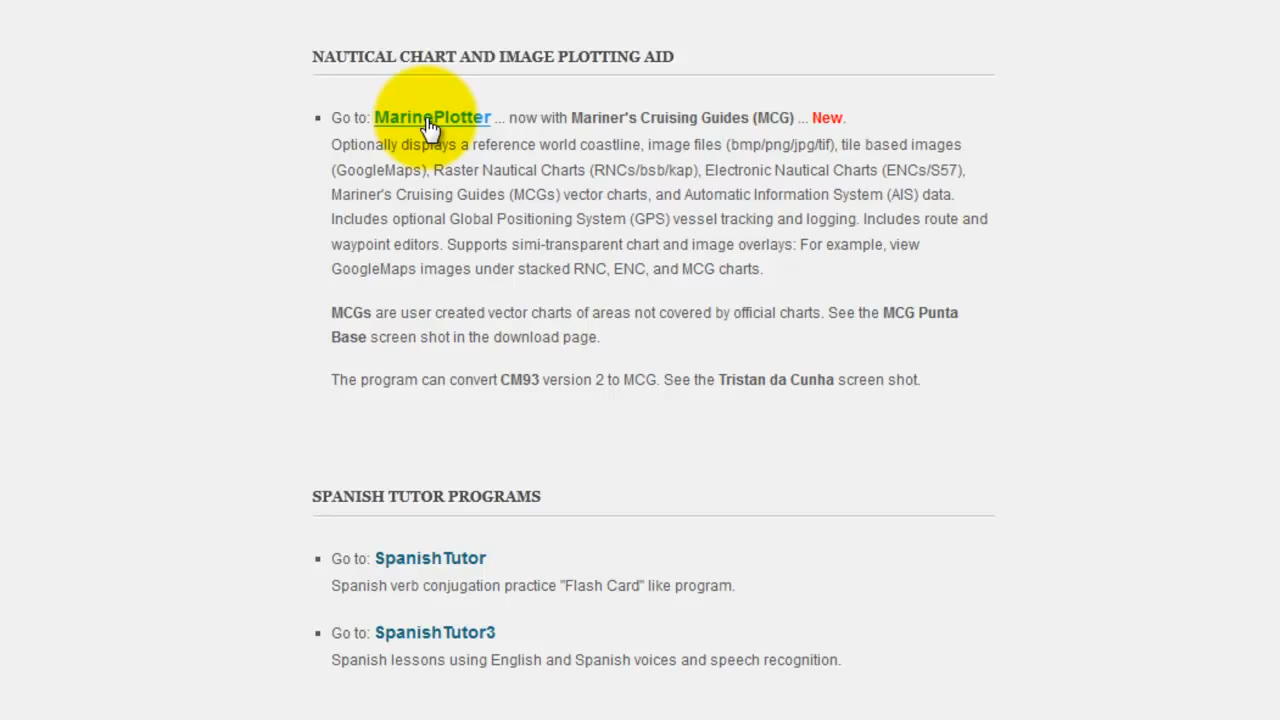 NAUTICAL CHART AND IMAGE PLOTTING AID
Go to: MarinePlotter ... now with Mariner's Cruising Guides (MCG) ... New.
Optionally displays a reference world coastline, image files (bmp/png/jpg/tif), tile based images
(GoogleMaps), Raster Nautical Charts (RNCs/bsb/kap), Electronic Nautical Charts (ENCs/S57),
Mariner's Cruising Guides (MCGs) vector charts, and Automatic Information System (AIS) data.
Includes optional Global Positioning System (GPS) vessel tracking and logging. Includes route and
waypoint editors. Supports simi-transparent chart and image overlays: For example, view
GoogleMaps images under stacked RNC, ENC, and MCG charts.
MCGs are user created vector charts of areas not covered by official charts. See the MCG Punta
Base screen shot in the download page.
The program can convert CM93 version 2 to MCG. See the Tristan da Cunha screen shot.
SPANISH TUTOR PROGRAMS
Go to: SpanishTutor
Spanish verb conjugation practice "Flash Card" like program.
Go to: SpanishTutor3
Spanish lessons using English and Spanish voices and speech recognition.